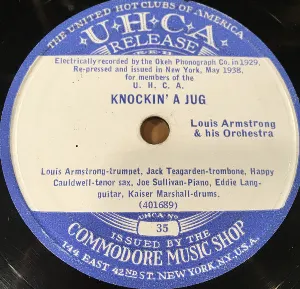 THE UNITED HOT CLUBS OF AMERICA
U·H·C·A
RELEASE
Electrically recorded by the Okeh Phonograph Co. in 1929.
Re-pressed and issued in New York, May 1938.
for members of the
U. H. C. A.
KNOCKIN' A JUG
Louis Armstrong
& his Orchestra
Louis Armstrong-trumpet, Jack Teagarden-trombone, Happy
Cauldwell-tenor sax, Joe Sullivan-Piano, Eddie Lang-
guitar, Kaiser Marshall-drums.
(401689)
UHCA·No
35
ISSUED BY THE
COMMODORE MUSIC SHOP
144 EAST 42ND ST. NEW YORK, N.Y., U.S.A.